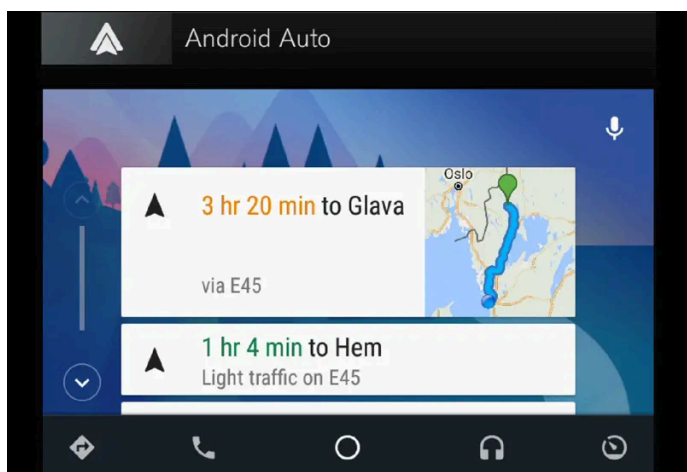 Android Auto
3 hr 20 min to Glava
via E45
Oslo
1 hr 4 min to Hem
Light traffic on E45